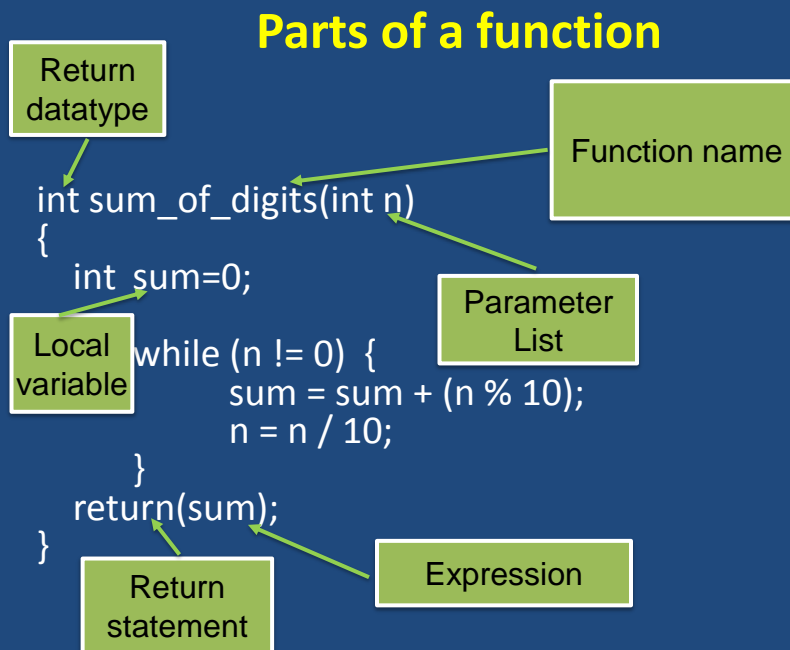 Parts of a function
Return
datatype
Function name
int sum_of_digits(int n)
{
int sum=0;
Parameter
List
Local
variable
while (n != 0) {
sum = sum + (n % 10);
n = n / 10;
}
return(sum);
}
Expression
Return
statement